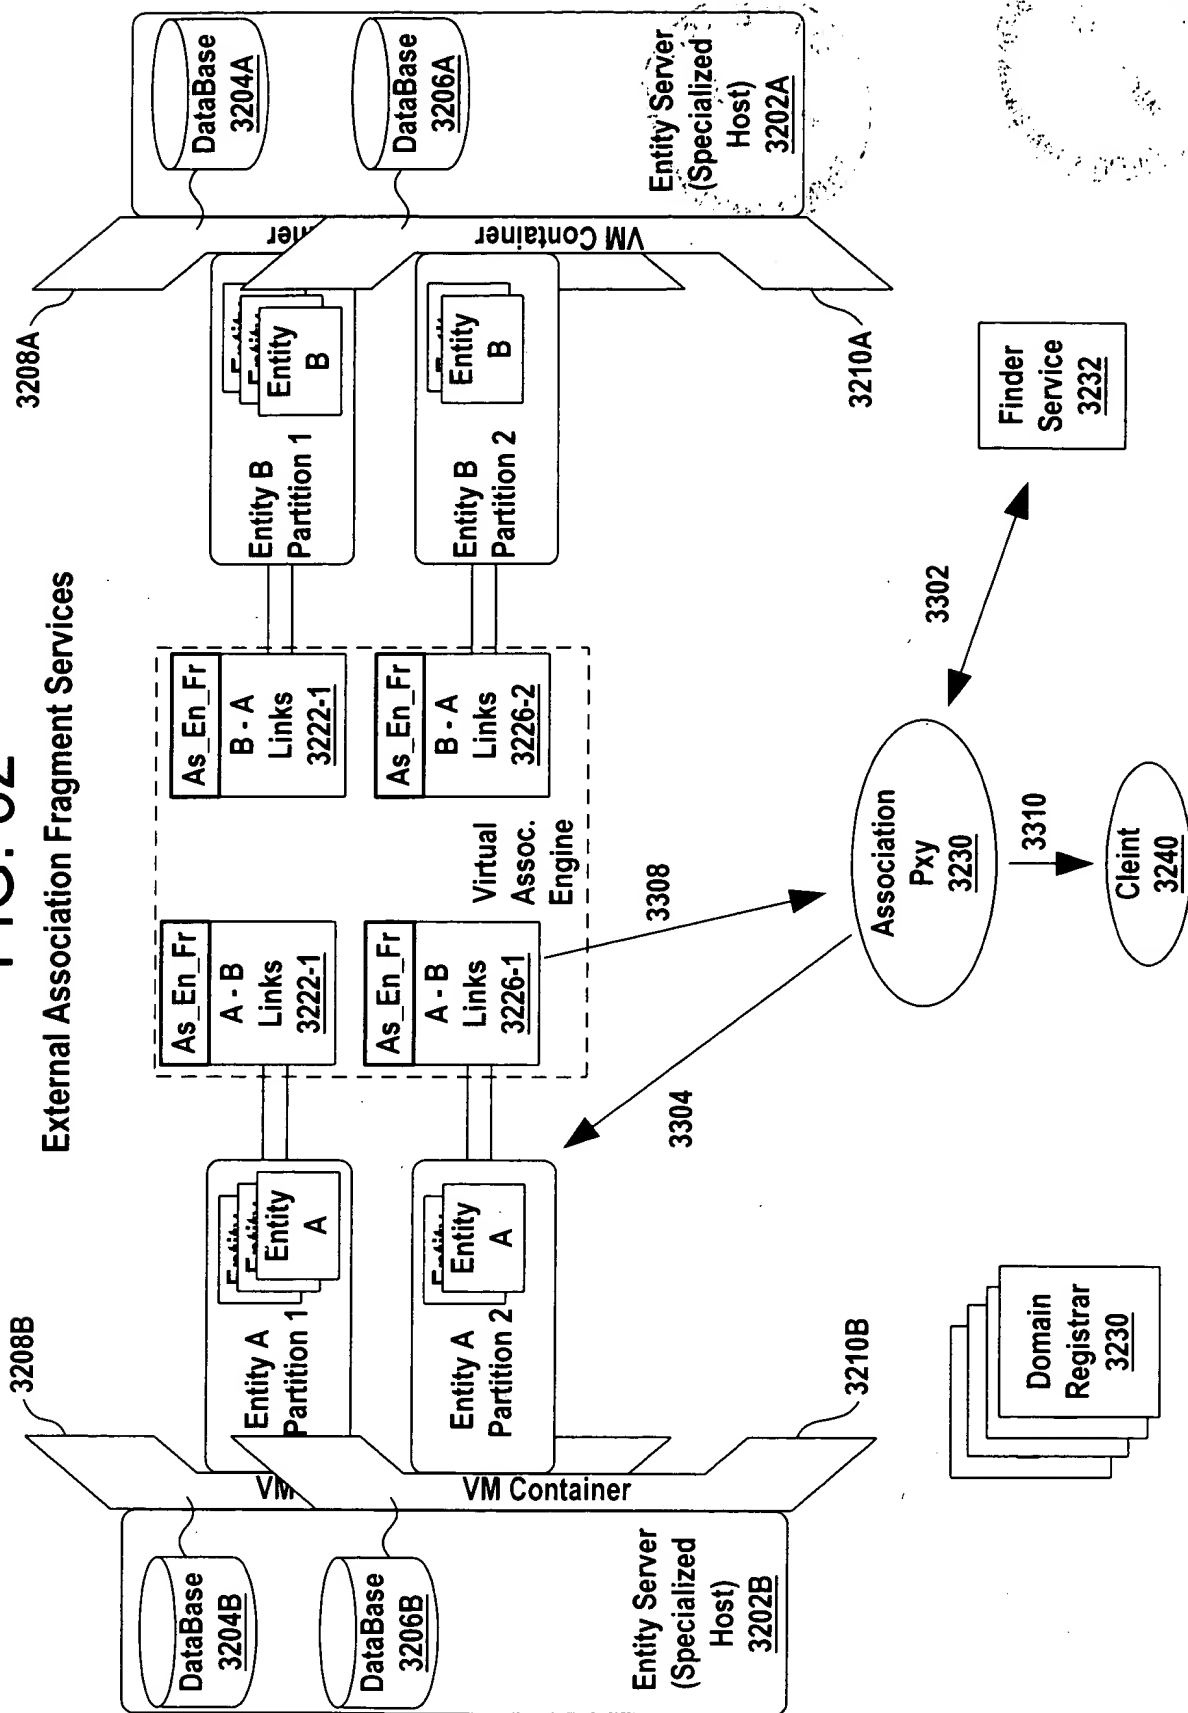 External Association Fragment Services
3208B
3208A
DataBase
3204B
DataBase
3206B
Entity Server
(Specialized
Host)
3202B
VM
VM Container
3210B
Entity A
Partition 1
Entity
A
Entity A
Partition 2
Entity
A
As_En_Fr
A - B
Links
3222-1
As_En_Fr
A - B
Links
3226-1
Virtual
Assoc.
Engine
As_En_Fr
B - A
Links
3222-1
As_En_Fr
B - A
Links
3226-2
Entity B
Partition 1
Entity
B
Entity B
Partition 2
Entity
B
VM Container
3210A
DataBase
3204A
DataBase
3206A
Entity Server
(Specialized
Host)
3202A
3304
3308
3302
Domain
Registrar
3230
Association
Pxy
3230
3310
Cleint
3240
Finder
Service
3232